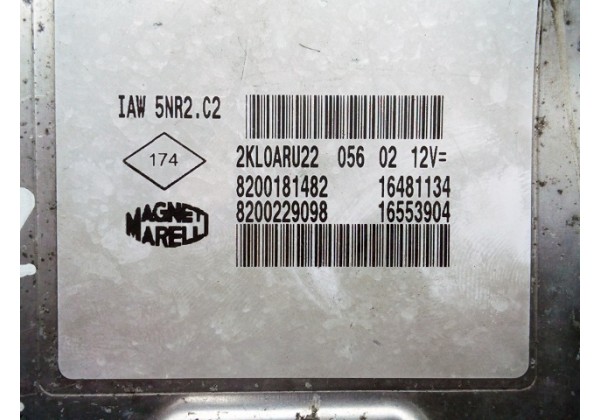 IAW 5NR2.C2
174
2KL0ARU22 056 02 12V=
8200181482 16481134
8200229098 16553904
MAGNETI
MARELLI